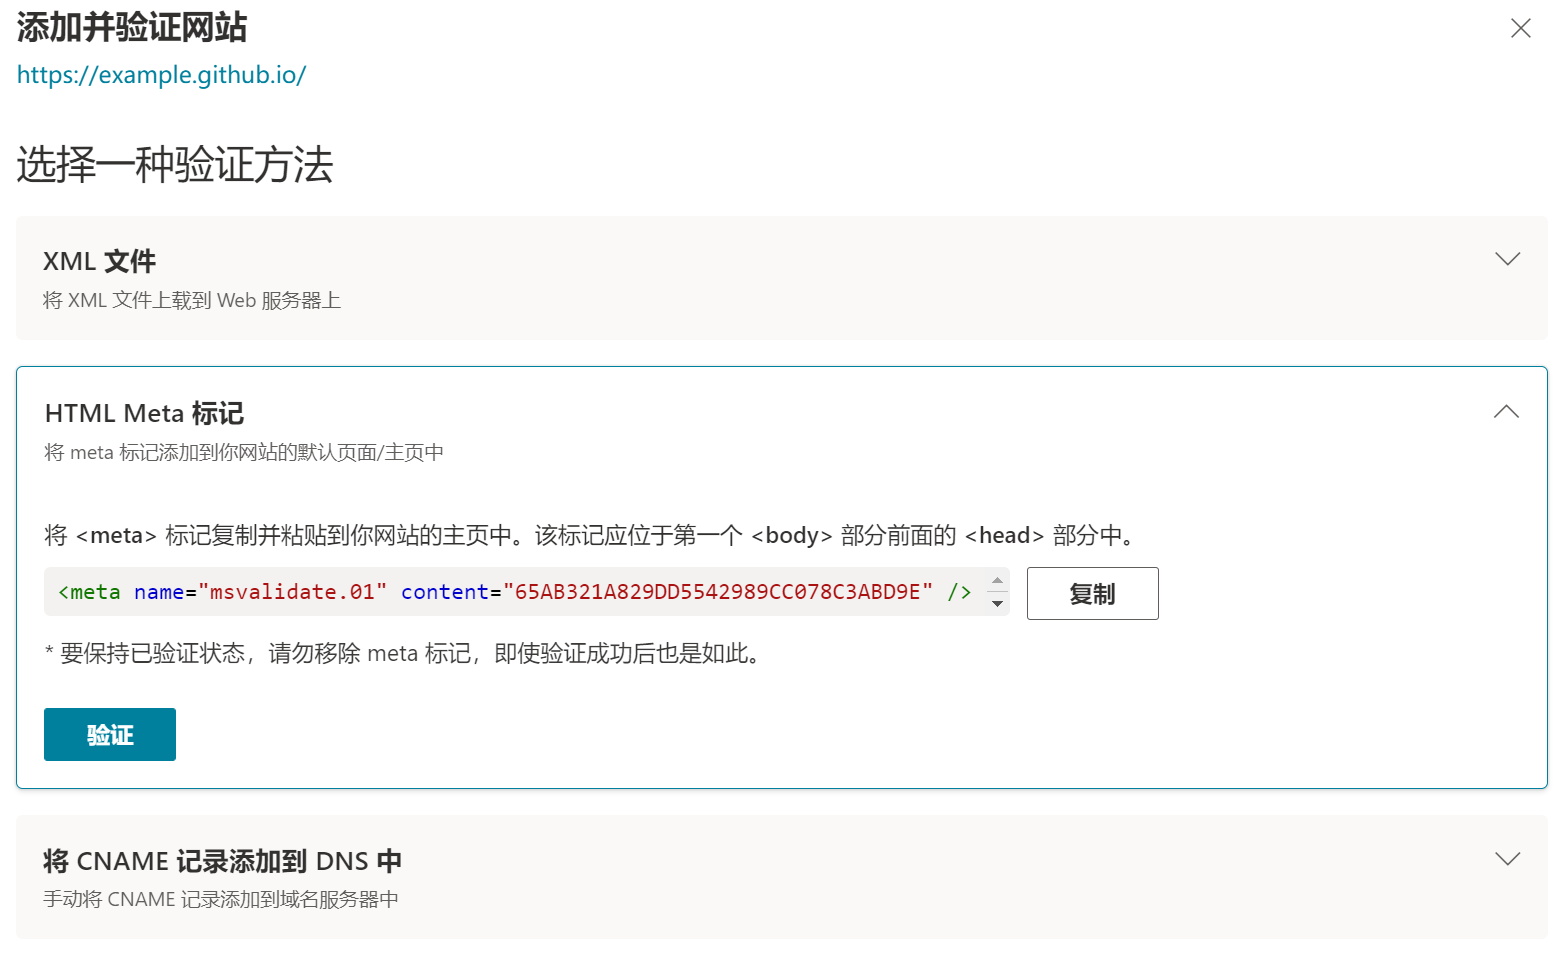 添加并验证网站
https://example.github.io/
选择一种验证方法
XML 文件
将 XML 文件上载到 Web 服务器上
HTML Meta 标记
将 meta 标记添加到你网站的默认页面/主页中
将 <meta> 标记复制并粘贴到你网站的主页中。该标记应位于第一个 <body> 部分前面的 <head> 部分中。
<meta name="msvalidate.01" content="65AB321A829DD5542989CC078C3ABD9E" />
复制
* 要保持已验证状态，请勿移除 meta 标记，即使验证成功后也是如此。
验证
将 CNAME 记录添加到 DNS 中
手动将 CNAME 记录添加到域名服务器中